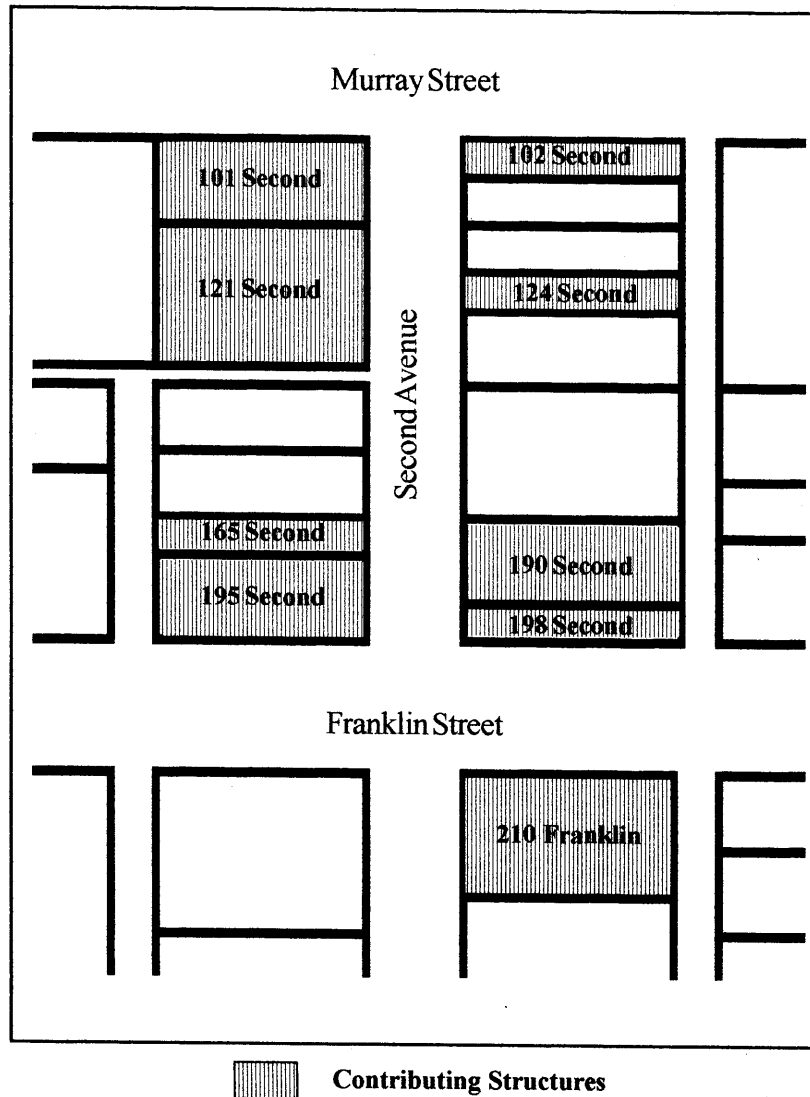 Murray Street
101 Second
102 Second
121 Second
124 Second
Second Avenue
165 Second
190 Second
195 Second
198 Second
Franklin Street
210 Franklin
Contributing Structures